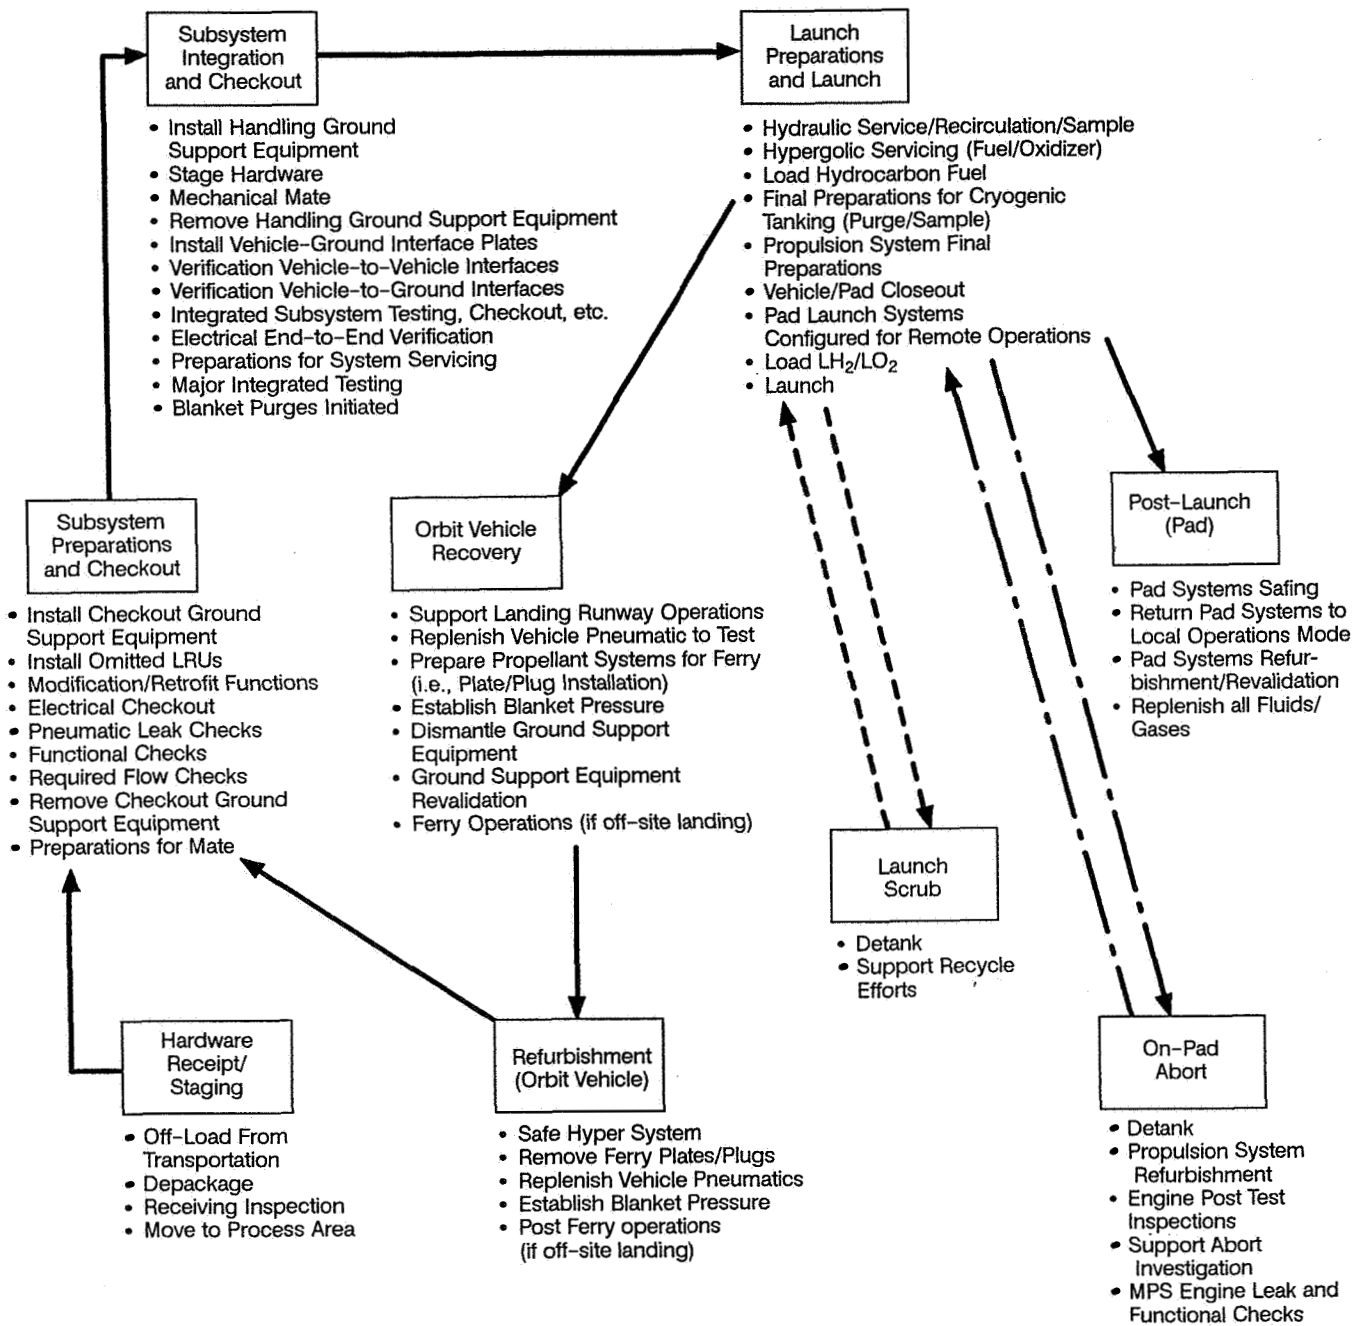 Subsystem
Integration
and Checkout
• Install Handling Ground
Support Equipment
• Stage Hardware
• Mechanical Mate
• Remove Handling Ground Support Equipment
• Install Vehicle-Ground Interface Plates
• Verification Vehicle-to-Vehicle Interfaces
• Verification Vehicle-to-Ground Interfaces
• Integrated Subsystem Testing, Checkout, etc.
• Electrical End-to-End Verification
• Preparations for System Servicing
• Major Integrated Testing
• Blanket Purges Initiated
Launch
Preparations
and Launch
• Hydraulic Service/Recirculation/Sample
• Hypergolic Servicing (Fuel/Oxidizer)
• Load Hydrocarbon Fuel
• Final Preparations for Cryogenic
Tanking (Purge/Sample)
• Propulsion System Final
Preparations
• Vehicle/Pad Closeout
• Pad Launch Systems
Configured for Remote Operations
• Load LH₂/LO₂
• Launch
Subsystem
Preparations
and Checkout
• Install Checkout Ground
Support Equipment
• Install Omitted LRUs
• Modification/Retrofit Functions
• Electrical Checkout
• Pneumatic Leak Checks
• Functional Checks
• Required Flow Checks
• Remove Checkout Ground
Support Equipment
• Preparations for Mate
Orbit Vehicle
Recovery
• Support Landing Runway Operations
• Replenish Vehicle Pneumatic to Test
• Prepare Propellant Systems for Ferry
(i.e., Plate/Plug Installation)
• Establish Blanket Pressure
• Dismantle Ground Support
Equipment
• Ground Support Equipment
Revalidation
• Ferry Operations (if off-site landing)
Post-Launch
(Pad)
• Pad Systems Safing
• Return Pad Systems to
Local Operations Mode
• Pad Systems Refur-
bishment/Revalidation
• Replenish all Fluids/
Gases
Launch
Scrub
• Detank
• Support Recycle
Efforts
Hardware
Receipt/
Staging
• Off-Load From
Transportation
• Depackage
• Receiving Inspection
• Move to Process Area
Refurbishment
(Orbit Vehicle)
• Safe Hyper System
• Remove Ferry Plates/Plugs
• Replenish Vehicle Pneumatics
• Establish Blanket Pressure
• Post Ferry operations
(if off-site landing)
On-Pad
Abort
• Detank
• Propulsion System
Refurbishment
• Engine Post Test
Inspections
• Support Abort
Investigation
• MPS Engine Leak and
Functional Checks